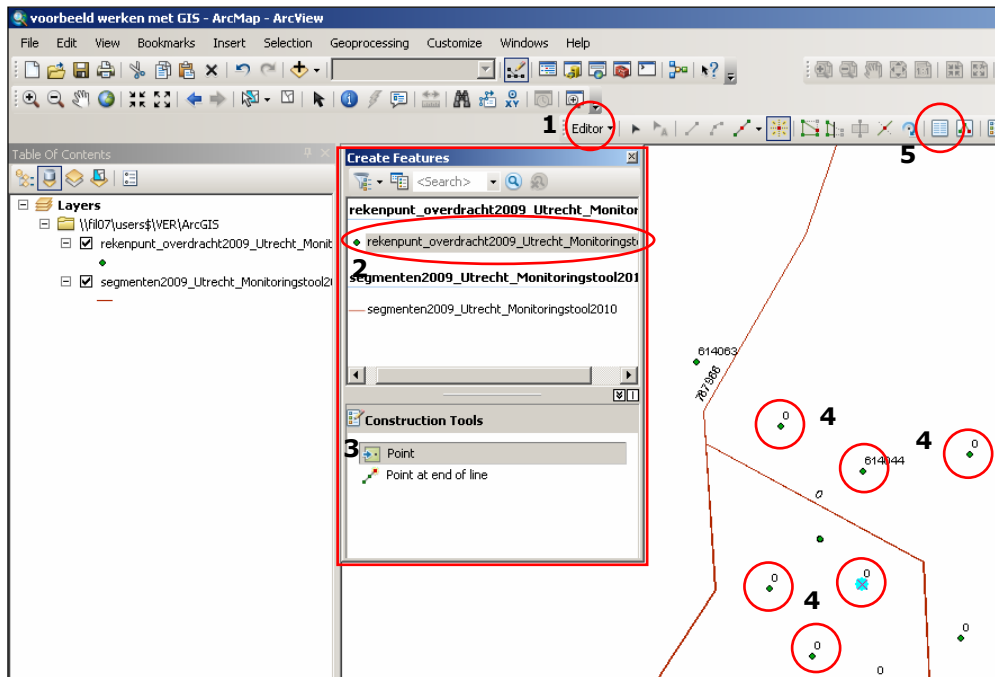 voorbeeld werken met GIS - ArcMap - ArcView
File Edit View Bookmarks Insert Selection Geoprocessing Customize Windows Help
1 Editor
5
Table Of Contents
Create Features
<Search>
Layers
\\fil07\users$\VER\ArcGIS
rekenpunt_overdracht2009_Utrecht_Monit
segmenten2009_Utrecht_Monitoringstool2
rekenpunt_overdracht2009_Utrecht_Monitor
rekenpunt_overdracht2009_Utrecht_Monitoringst
2
segmenten2009_Utrecht_Monitoringstool201
segmenten2009_Utrecht_Monitoringstool2010
Construction Tools
3 Point
Point at end of line
614063
787986
0
4
4
0
614044
0
0
4
0
0
0
0